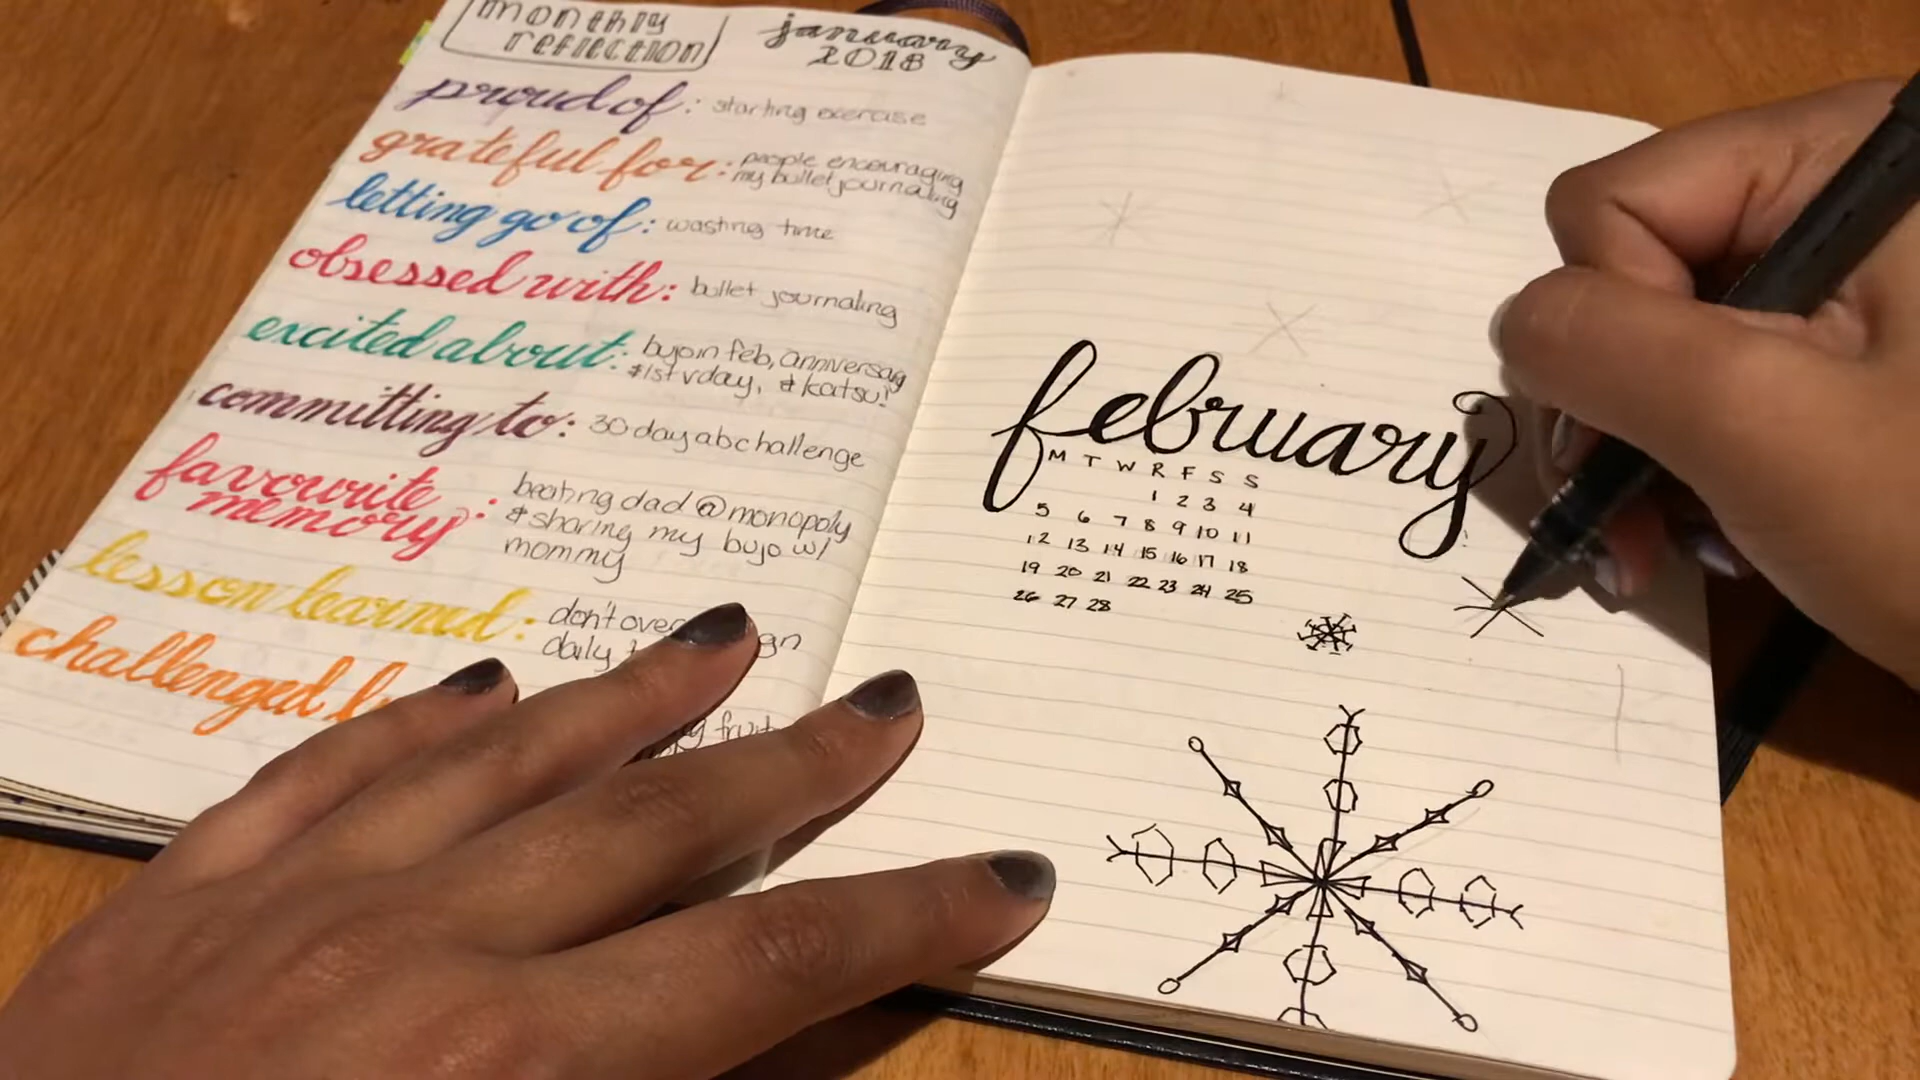 monthly
reflection
january
2018
proud of: starting exercise
grateful for: people encouraging
my bullet journaling
letting go of: wasting time
obsessed with: bullet journaling
excited about: bujoin feb, anniversary
& 1st vday, & katsu!
committing to: 30 day abc challenge
favourite
memory: beating dad @ monopoly
& sharing my bujo w/
mommy
lesson learned: don't over
daily
challenged
fruit
february
M T W R F S S
1 2 3 4
5 6 7 8 9 10 11
12 13 14 15 16 17 18
19 20 21 22 23 24 25
26 27 28